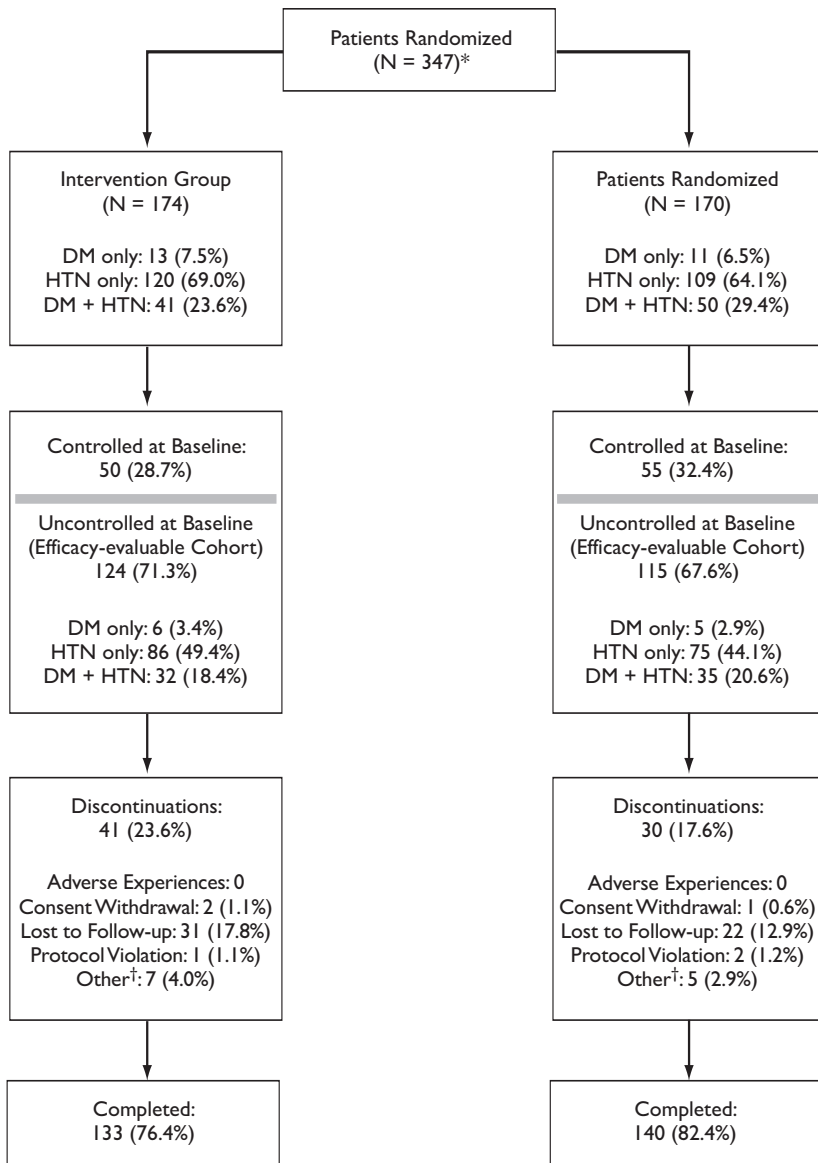 Patients Randomized
(N = 347)*
Intervention Group
(N = 174)
DM only: 13 (7.5%)
HTN only: 120 (69.0%)
DM + HTN: 41 (23.6%)
Patients Randomized
(N = 170)
DM only: 11 (6.5%)
HTN only: 109 (64.1%)
DM + HTN: 50 (29.4%)
Controlled at Baseline:
50 (28.7%)
Uncontrolled at Baseline
(Efficacy-evaluable Cohort)
124 (71.3%)
DM only: 6 (3.4%)
HTN only: 86 (49.4%)
DM + HTN: 32 (18.4%)
Controlled at Baseline:
55 (32.4%)
Uncontrolled at Baseline
(Efficacy-evaluable Cohort)
115 (67.6%)
DM only: 5 (2.9%)
HTN only: 75 (44.1%)
DM + HTN: 35 (20.6%)
Discontinuations:
41 (23.6%)
Adverse Experiences: 0
Consent Withdrawal: 2 (1.1%)
Lost to Follow-up: 31 (17.8%)
Protocol Violation: 1 (1.1%)
Other†: 7 (4.0%)
Discontinuations:
30 (17.6%)
Adverse Experiences: 0
Consent Withdrawal: 1 (0.6%)
Lost to Follow-up: 22 (12.9%)
Protocol Violation: 2 (1.2%)
Other†: 5 (2.9%)
Completed:
133 (76.4%)
Completed:
140 (82.4%)